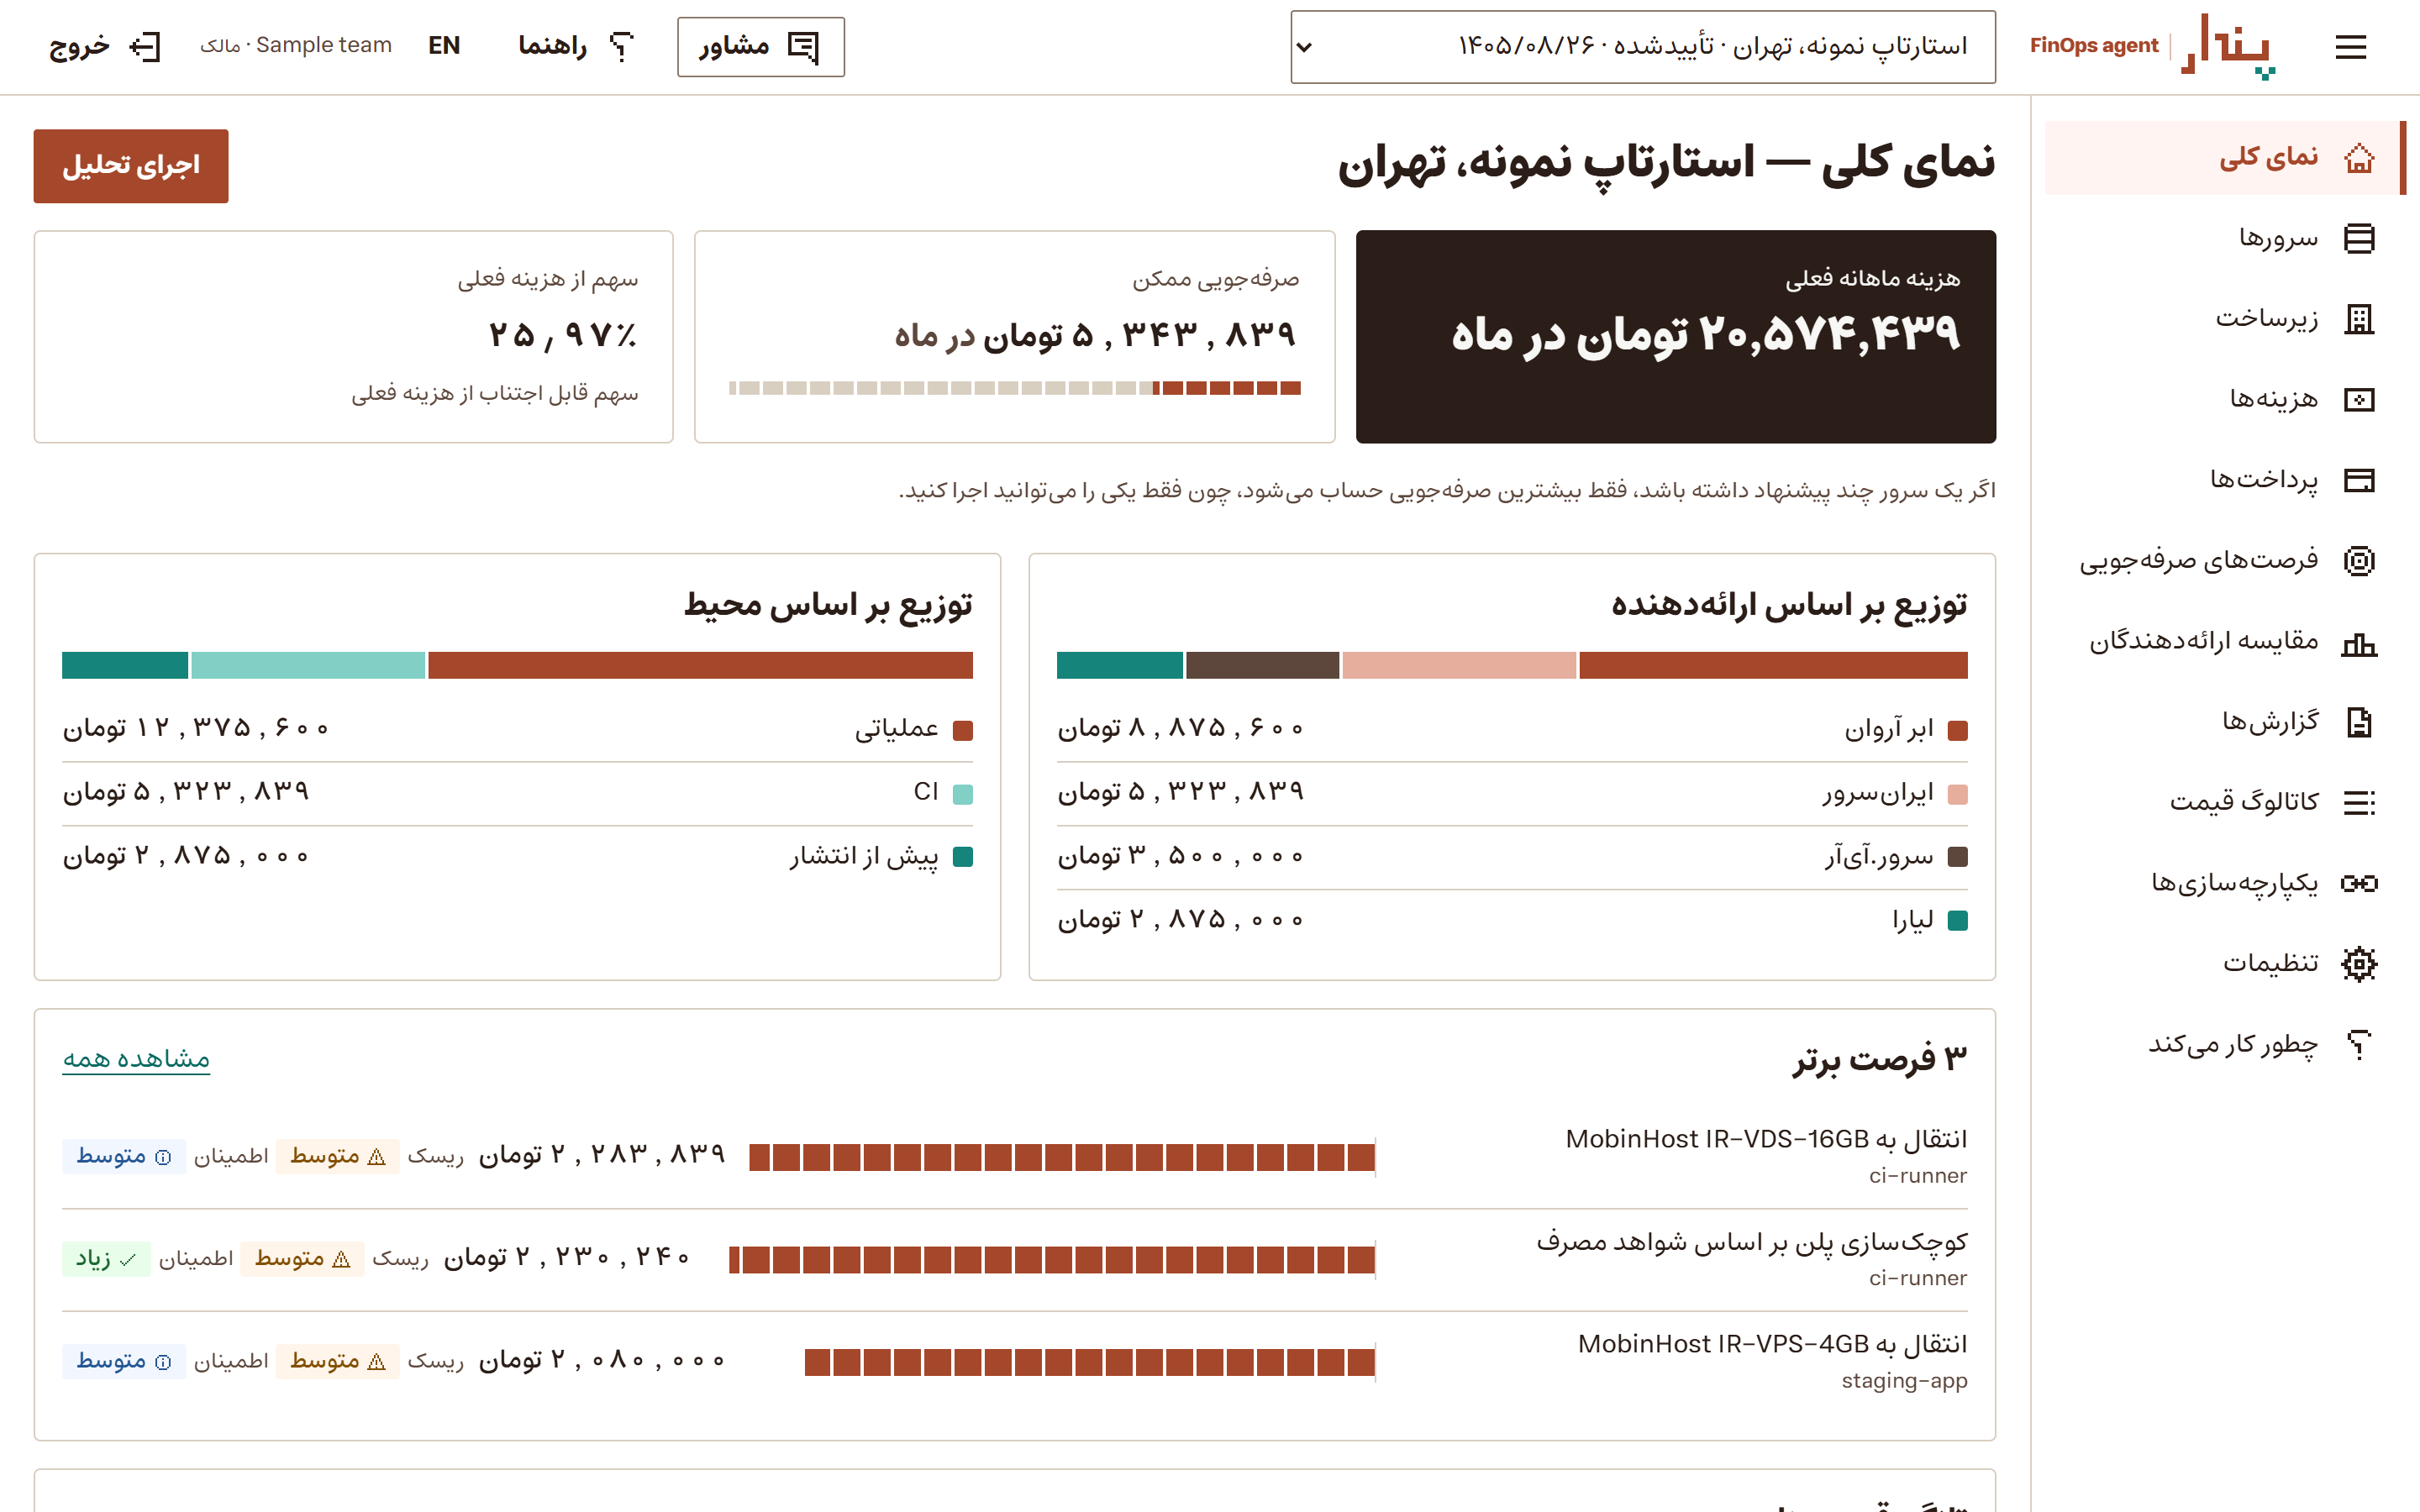 پندار
FinOps agent
استارتاپ نمونه، تهران · تأییدشده · ۱۴۰۵/۰۸/۲۶
مشاور
راهنما
EN
Sample team · مالک
خروج
نمای کلی
سرورها
زیرساخت
هزینه‌ها
پرداخت‌ها
فرصت‌های صرفه‌جویی
مقایسه ارائه‌دهندگان
گزارش‌ها
کاتالوگ قیمت
یکپارچه‌سازی‌ها
تنظیمات
چطور کار می‌کند
نمای کلی — استارتاپ نمونه، تهران
اجرای تحلیل
هزینه ماهانه فعلی
۲۰,۵۷۴,۴۳۹ تومان در ماه
صرفه‌جویی ممکن
۵,۳۴۳,۸۳۹ تومان در ماه
سهم از هزینه فعلی
۲۵٫۹۷٪
سهم قابل اجتناب از هزینه فعلی
اگر یک سرور چند پیشنهاد داشته باشد، فقط بیشترین صرفه‌جویی حساب می‌شود، چون فقط یکی را می‌توانید اجرا کنید.
توزیع بر اساس ارائه‌دهنده
ابر آروان ۸,۸۷۵,۶۰۰ تومان
ایران‌سرور ۵,۳۲۳,۸۳۹ تومان
سرور.آی‌آر ۳,۵۰۰,۰۰۰ تومان
لیارا ۲,۸۷۵,۰۰۰ تومان
توزیع بر اساس محیط
عملیاتی ۱۲,۳۷۵,۶۰۰ تومان
CI ۵,۳۲۳,۸۳۹ تومان
پیش از انتشار ۲,۸۷۵,۰۰۰ تومان
۳ فرصت برتر
مشاهده همه
انتقال به MobinHost IR-VDS-16GB
ci-runner
۲,۲۸۳,۸۳۹ تومان ریسک متوسط اطمینان متوسط
کوچک‌سازی پلن بر اساس شواهد مصرف
ci-runner
۲,۲۳۰,۲۴۰ تومان ریسک متوسط اطمینان زیاد
انتقال به MobinHost IR-VPS-4GB
staging-app
۲,۰۸۰,۰۰۰ تومان ریسک متوسط اطمینان متوسط